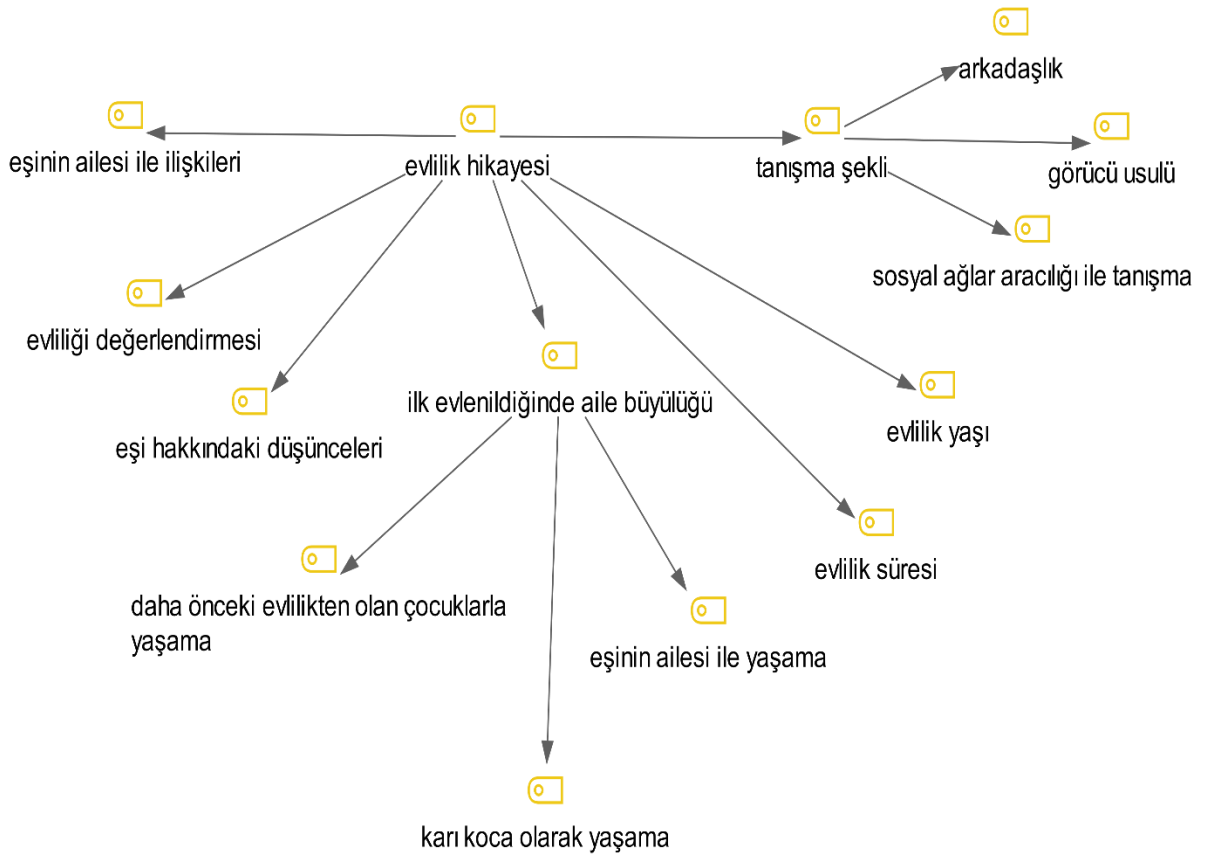 arkadaşlık
eşinin ailesi ile ilişkileri
evlilik hikayesi
tanışma şekli
görücü usulü
sosyal ağlar aracılığı ile tanışma
evliliği değerlendirmesi
ilk evlenildiğinde aile büyülüğü
evlilik yaşı
eşi hakkındaki düşünceleri
evlilik süresi
daha önceki evlilikten olan çocuklarla
yaşama
eşinin ailesi ile yaşama
karı koca olarak yaşama